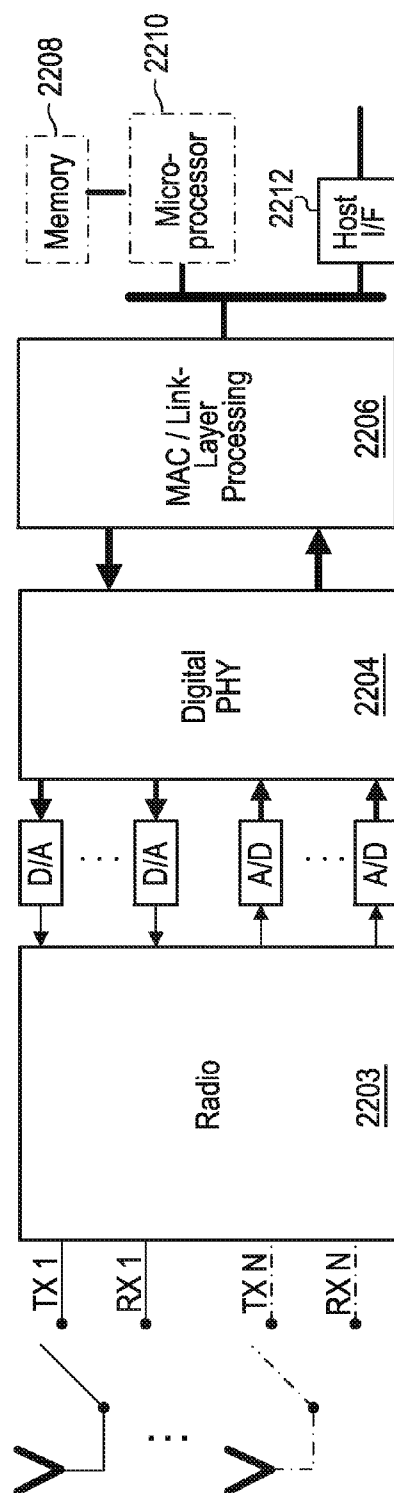 TX 1
RX 1
TX N
RX N
Radio
2203
D/A
D/A
A/D
A/D
Digital
PHY
2204
MAC / Link-
Layer
Processing
2206
Memory
2208
Micro-
processor
2210
Host
I/F
2212